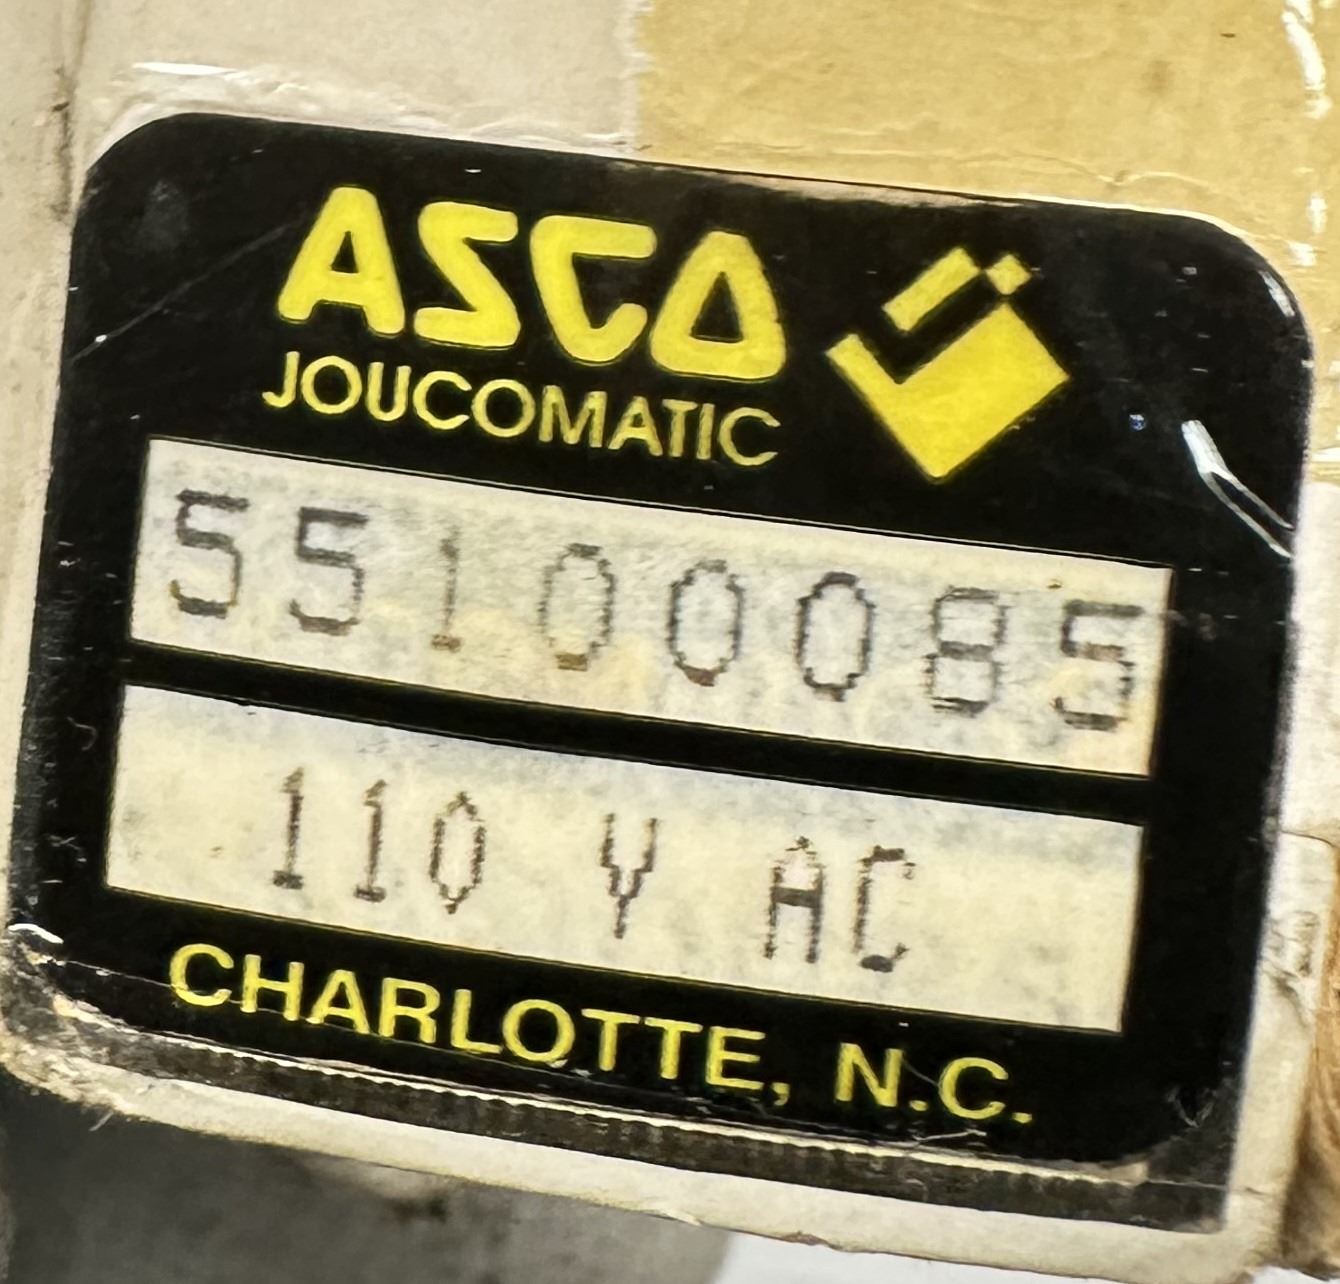 ASCO
JOUCOMATIC
55100085
110 V AC
CHARLOTTE, N.C.